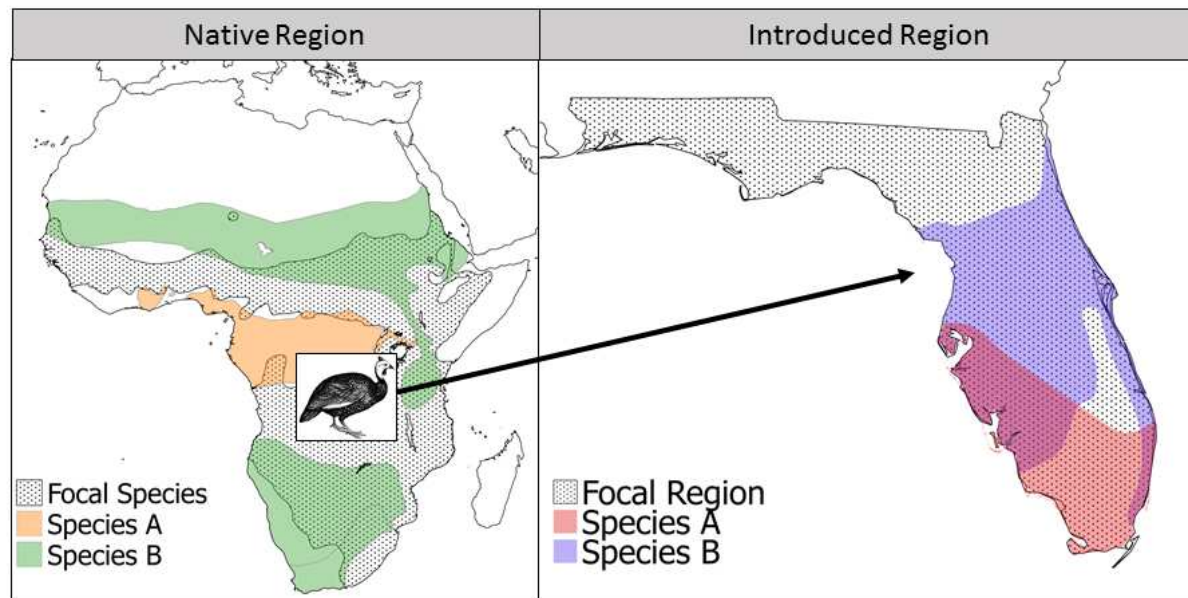 Native Region
Introduced Region
Focal Species
Species A
Species B
Focal Region
Species A
Species B